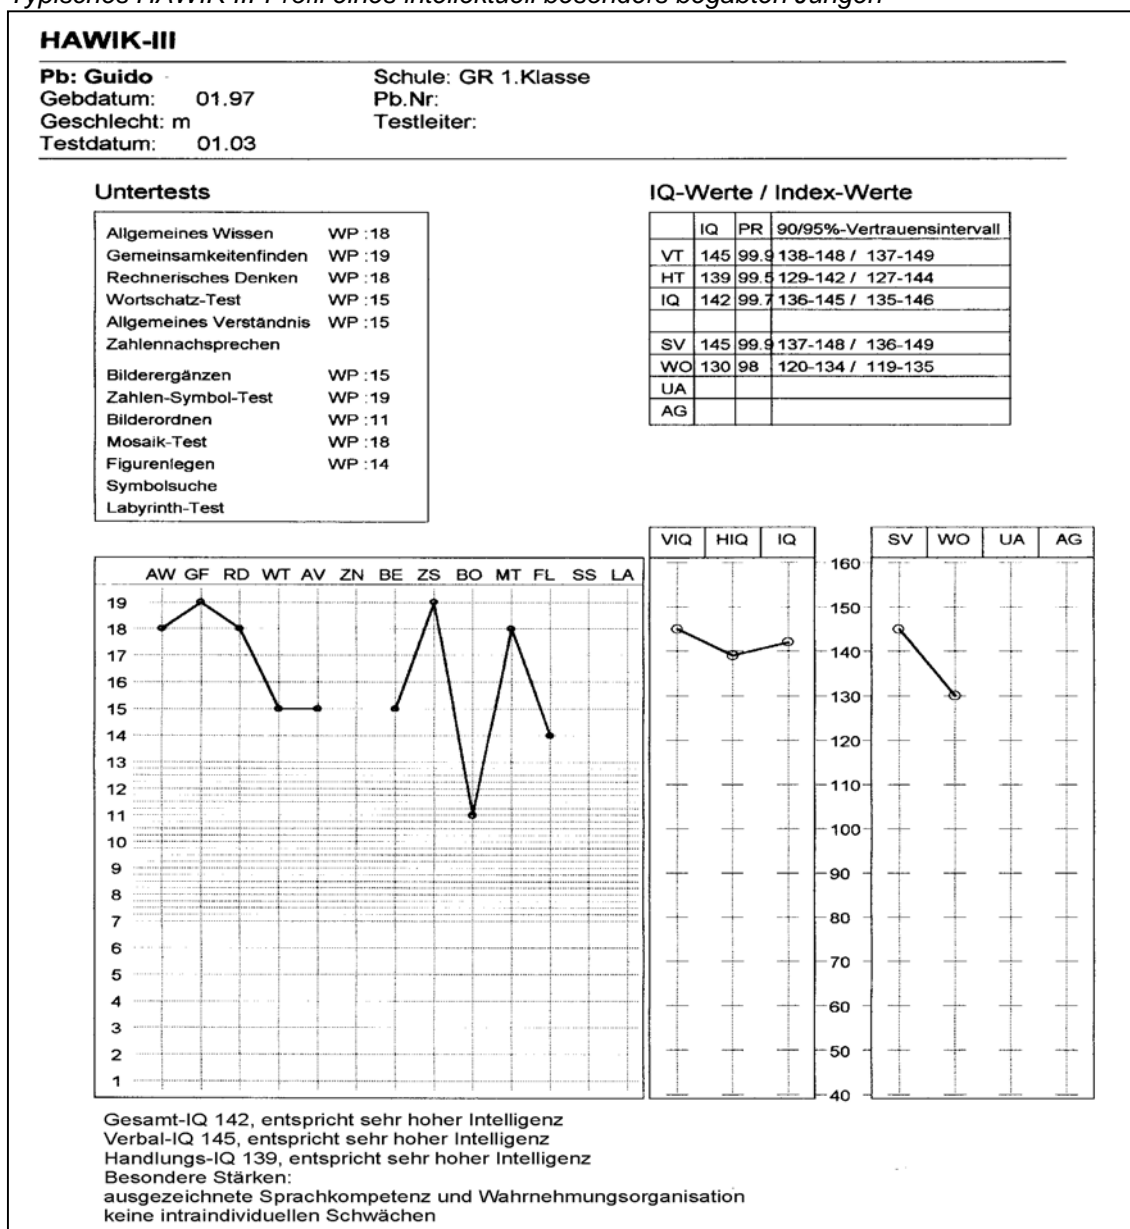 Typisches HAWIK-III-Profil eines intellektuell besonders begabten Jungen
HAWIK-III
Pb: Guido
Schule: GR 1.Klasse
Gebdatum: 01.97
Pb.Nr:
Geschlecht: m
Testleiter:
Testdatum: 01.03
Untertests
Allgemeines Wissen WP :18
Gemeinsamkeitenfinden WP :19
Rechnerisches Denken WP :18
Wortschatz-Test WP :15
Allgemeines Verständnis WP :15
Zahlennachsprechen
Bilderergänzen WP :15
Zahlen-Symbol-Test WP :19
Bilderordnen WP :11
Mosaik-Test WP :18
Figurenlegen WP :14
Symbolsuche
Labyrinth-Test
IQ-Werte / Index-Werte
IQ PR 90/95%-Vertrauensintervall
VT 145 99.9 138-148 / 137-149
HT 139 99.5 129-142 / 127-144
IQ 142 99.7 136-145 / 135-146
SV 145 99.9 137-148 / 136-149
WO 130 98 120-134 / 119-135
UA
AG
AW GF RD WT AV ZN BE ZS BO MT FL SS LA
19
18
17
16
15
14
13
12
11
10
9
8
7
6
5
4
3
2
1
VIQ HIQ IQ
160
150
140
130
120
110
100
90
80
70
60
50
40
SV WO UA AG
Gesamt-IQ 142, entspricht sehr hoher Intelligenz
Verbal-IQ 145, entspricht sehr hoher Intelligenz
Handlungs-IQ 139, entspricht sehr hoher Intelligenz
Besondere Stärken:
ausgezeichnete Sprachkompetenz und Wahrnehmungsorganisation
keine intraindividuellen Schwächen